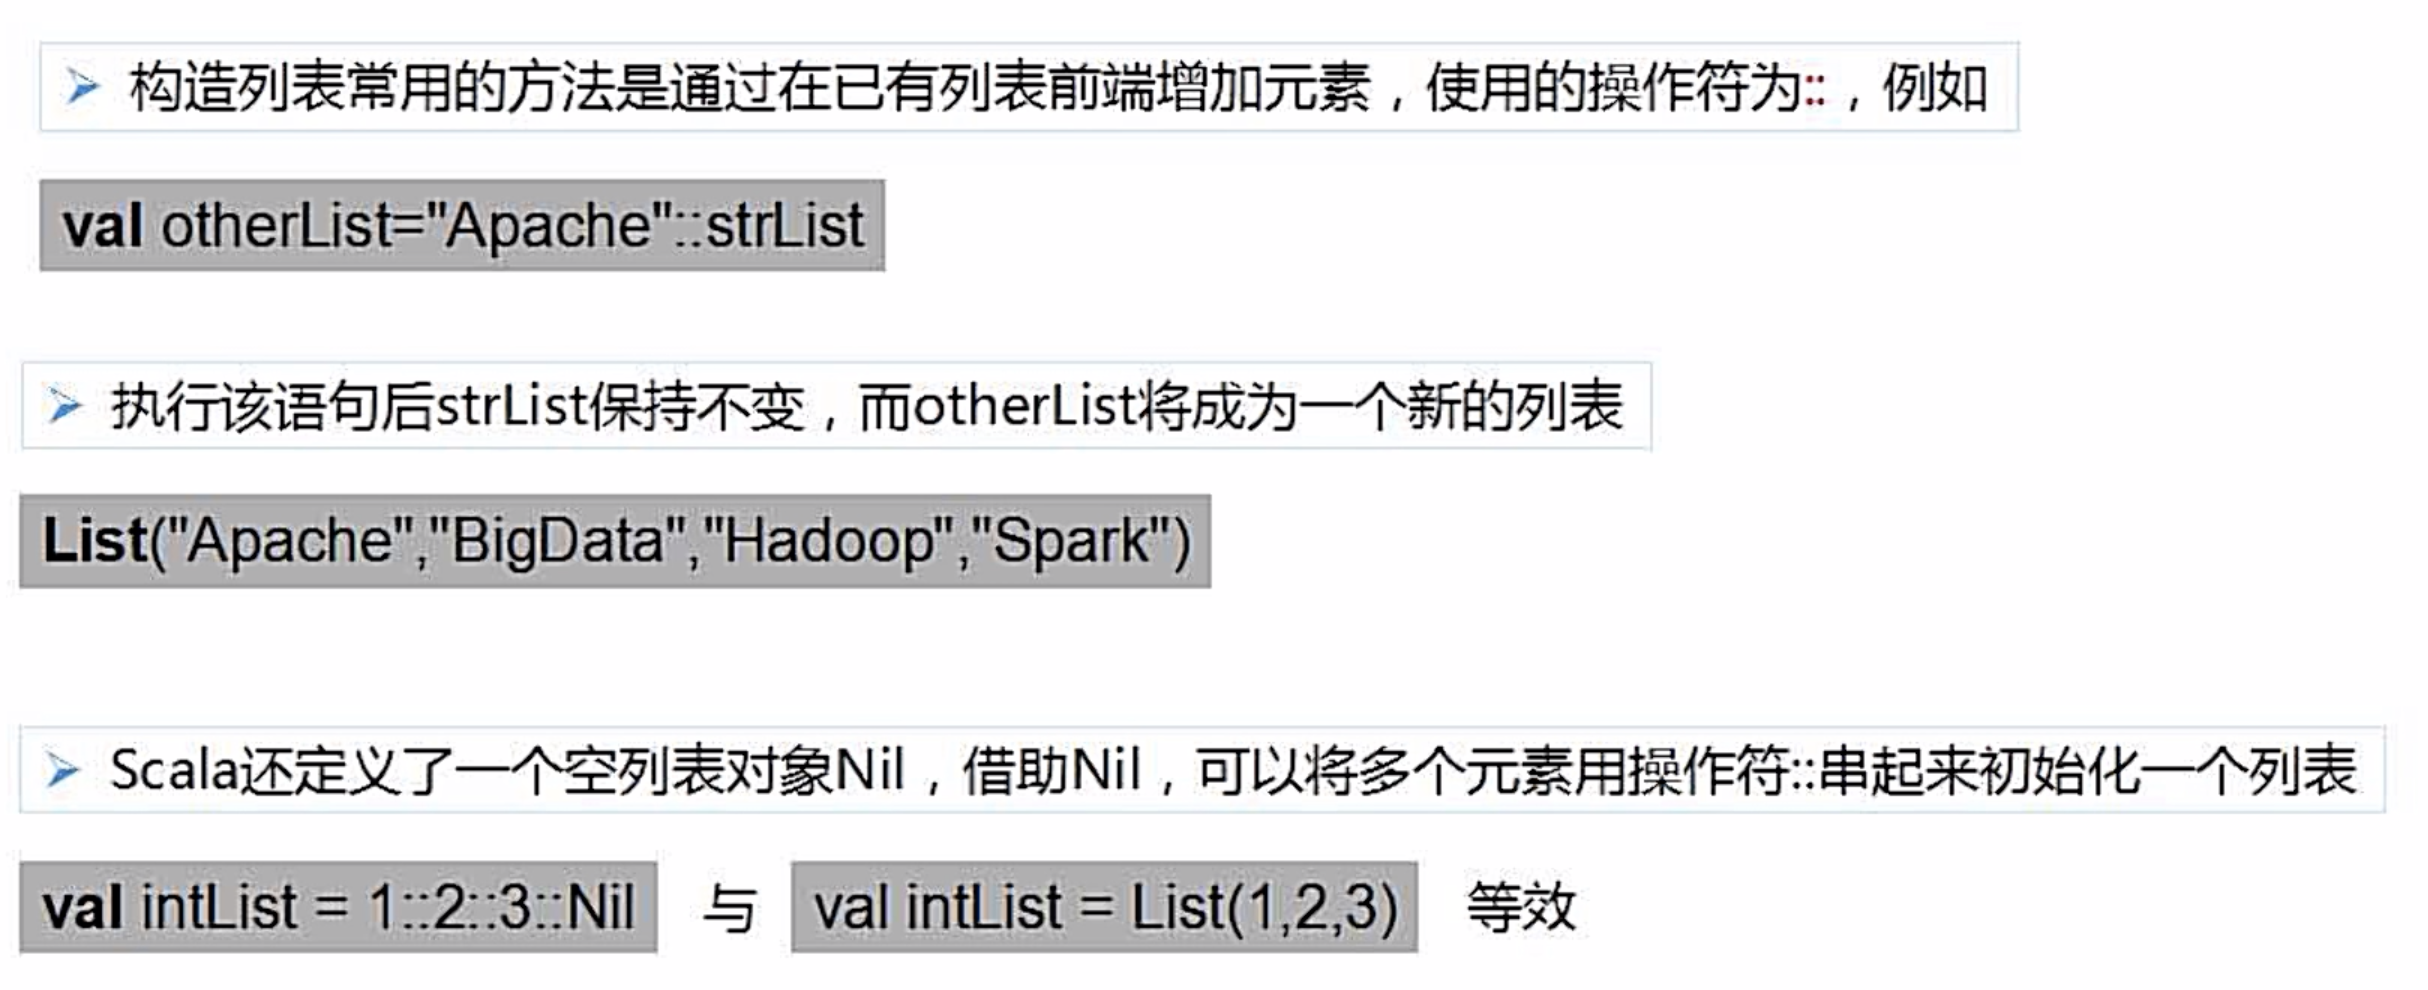 构造列表常用的方法是通过在已有列表前端增加元素，使用的操作符为::，例如
val otherList="Apache"::strList
执行该语句后strList保持不变，而otherList将成为一个新的列表
List("Apache","BigData","Hadoop","Spark")
Scala还定义了一个空列表对象Nil，借助Nil，可以将多个元素用操作符::串起来初始化一个列表
val intList = 1::2::3::Nil 与 val intList = List(1,2,3) 等效